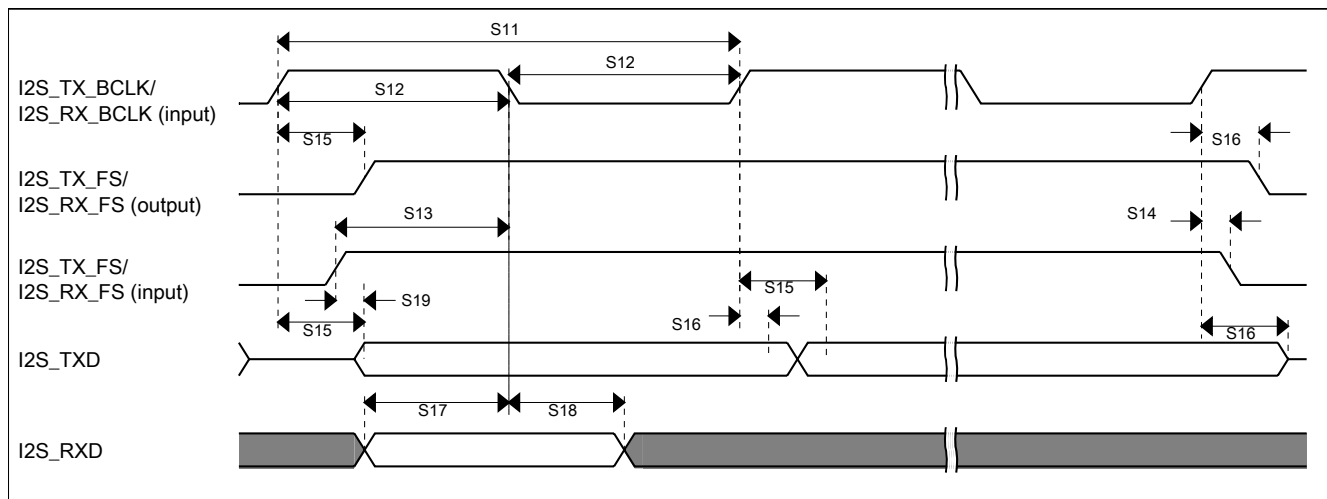 S11
S12
I2S_TX_BCLK/
I2S_RX_BCLK (input)
S12
S15
S16
I2S_TX_FS/
I2S_RX_FS (output)
S13
S14
I2S_TX_FS/
I2S_RX_FS (input)
S19
S15
S15
S16
S16
I2S_TXD
S17
S18
I2S_RXD